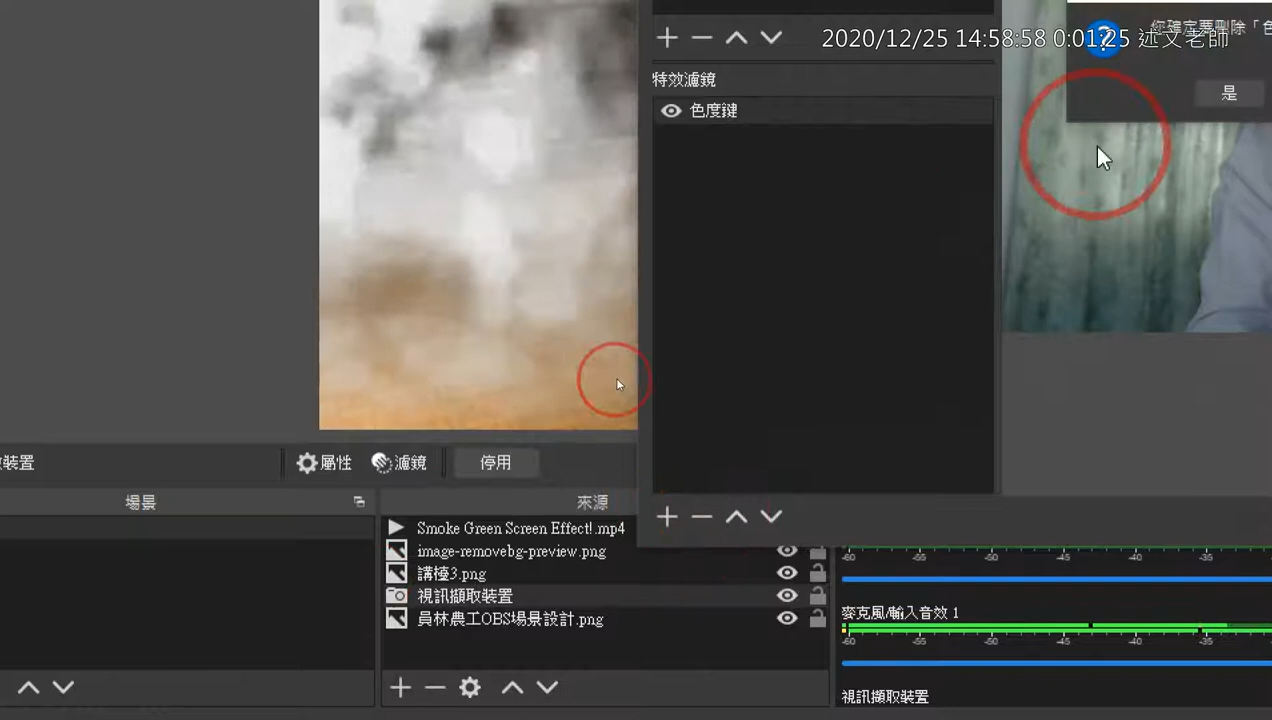 您確定要刪除「色
2020/12/25 14:58:58 0:01:25 述文老師
是
特效濾鏡
色度鍵
裝置
屬性
濾鏡
停用
場景
來源
Smoke Green Screen Effect!.mp4
image-removebg-preview.png
講檯3.png
視訊擷取裝置
員林農工OBS場景設計.png
-60 -55 -50 -45 -40 -35
麥克風/輸入音效 1
-60 -55 -50 -45 -40 -35
視訊擷取裝置